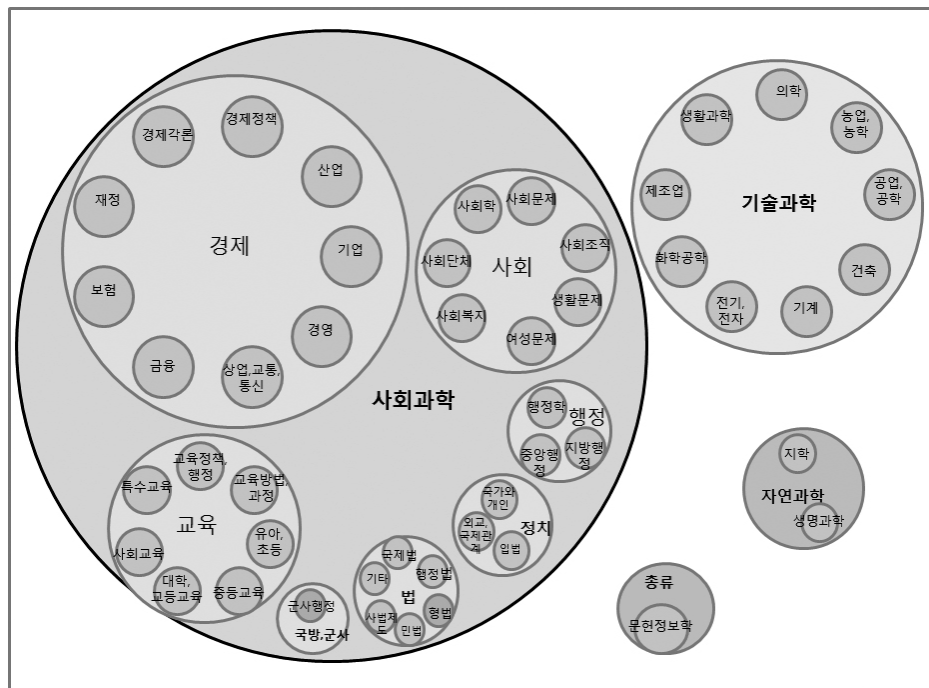 경제정책
경제각론
산업
재정
경제
기업
보험
경영
금융
상업,교통,
통신
사회문제
사회학
사회조직
사회단체
사회
생활문제
사회복지
여성문제
사회과학
행정학
행정
중앙행
정
지방행
정
국가와
개인
외교,
국제관
계
정치
입법
국제법
행정법
기타
법
형법
사법제
도
민법
군사행정
국방,군사
교육정책,
행정
특수교육
교육방법,
과정
교육
유아,
초등
사회교육
대학,
고등교육
중등교육
의학
생활과학
농업,
농학
제조업
공업,
공학
기술과학
화학공학
건축
전기,
전자
기계
지학
자연과학
생명과학
총류
문헌정보학